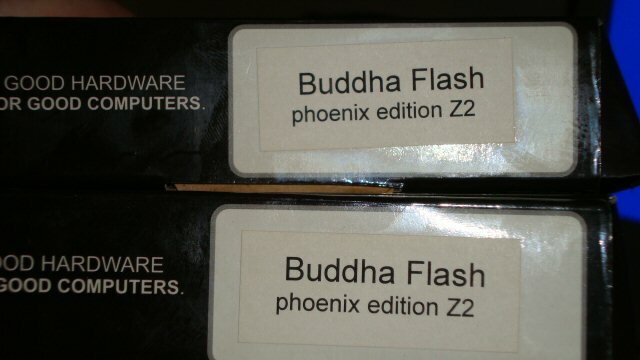 GOOD HARDWARE
OR GOOD COMPUTERS.
Buddha Flash
phoenix edition Z2
OOD HARDWARE
GOOD COMPUTERS.
Buddha Flash
phoenix edition Z2